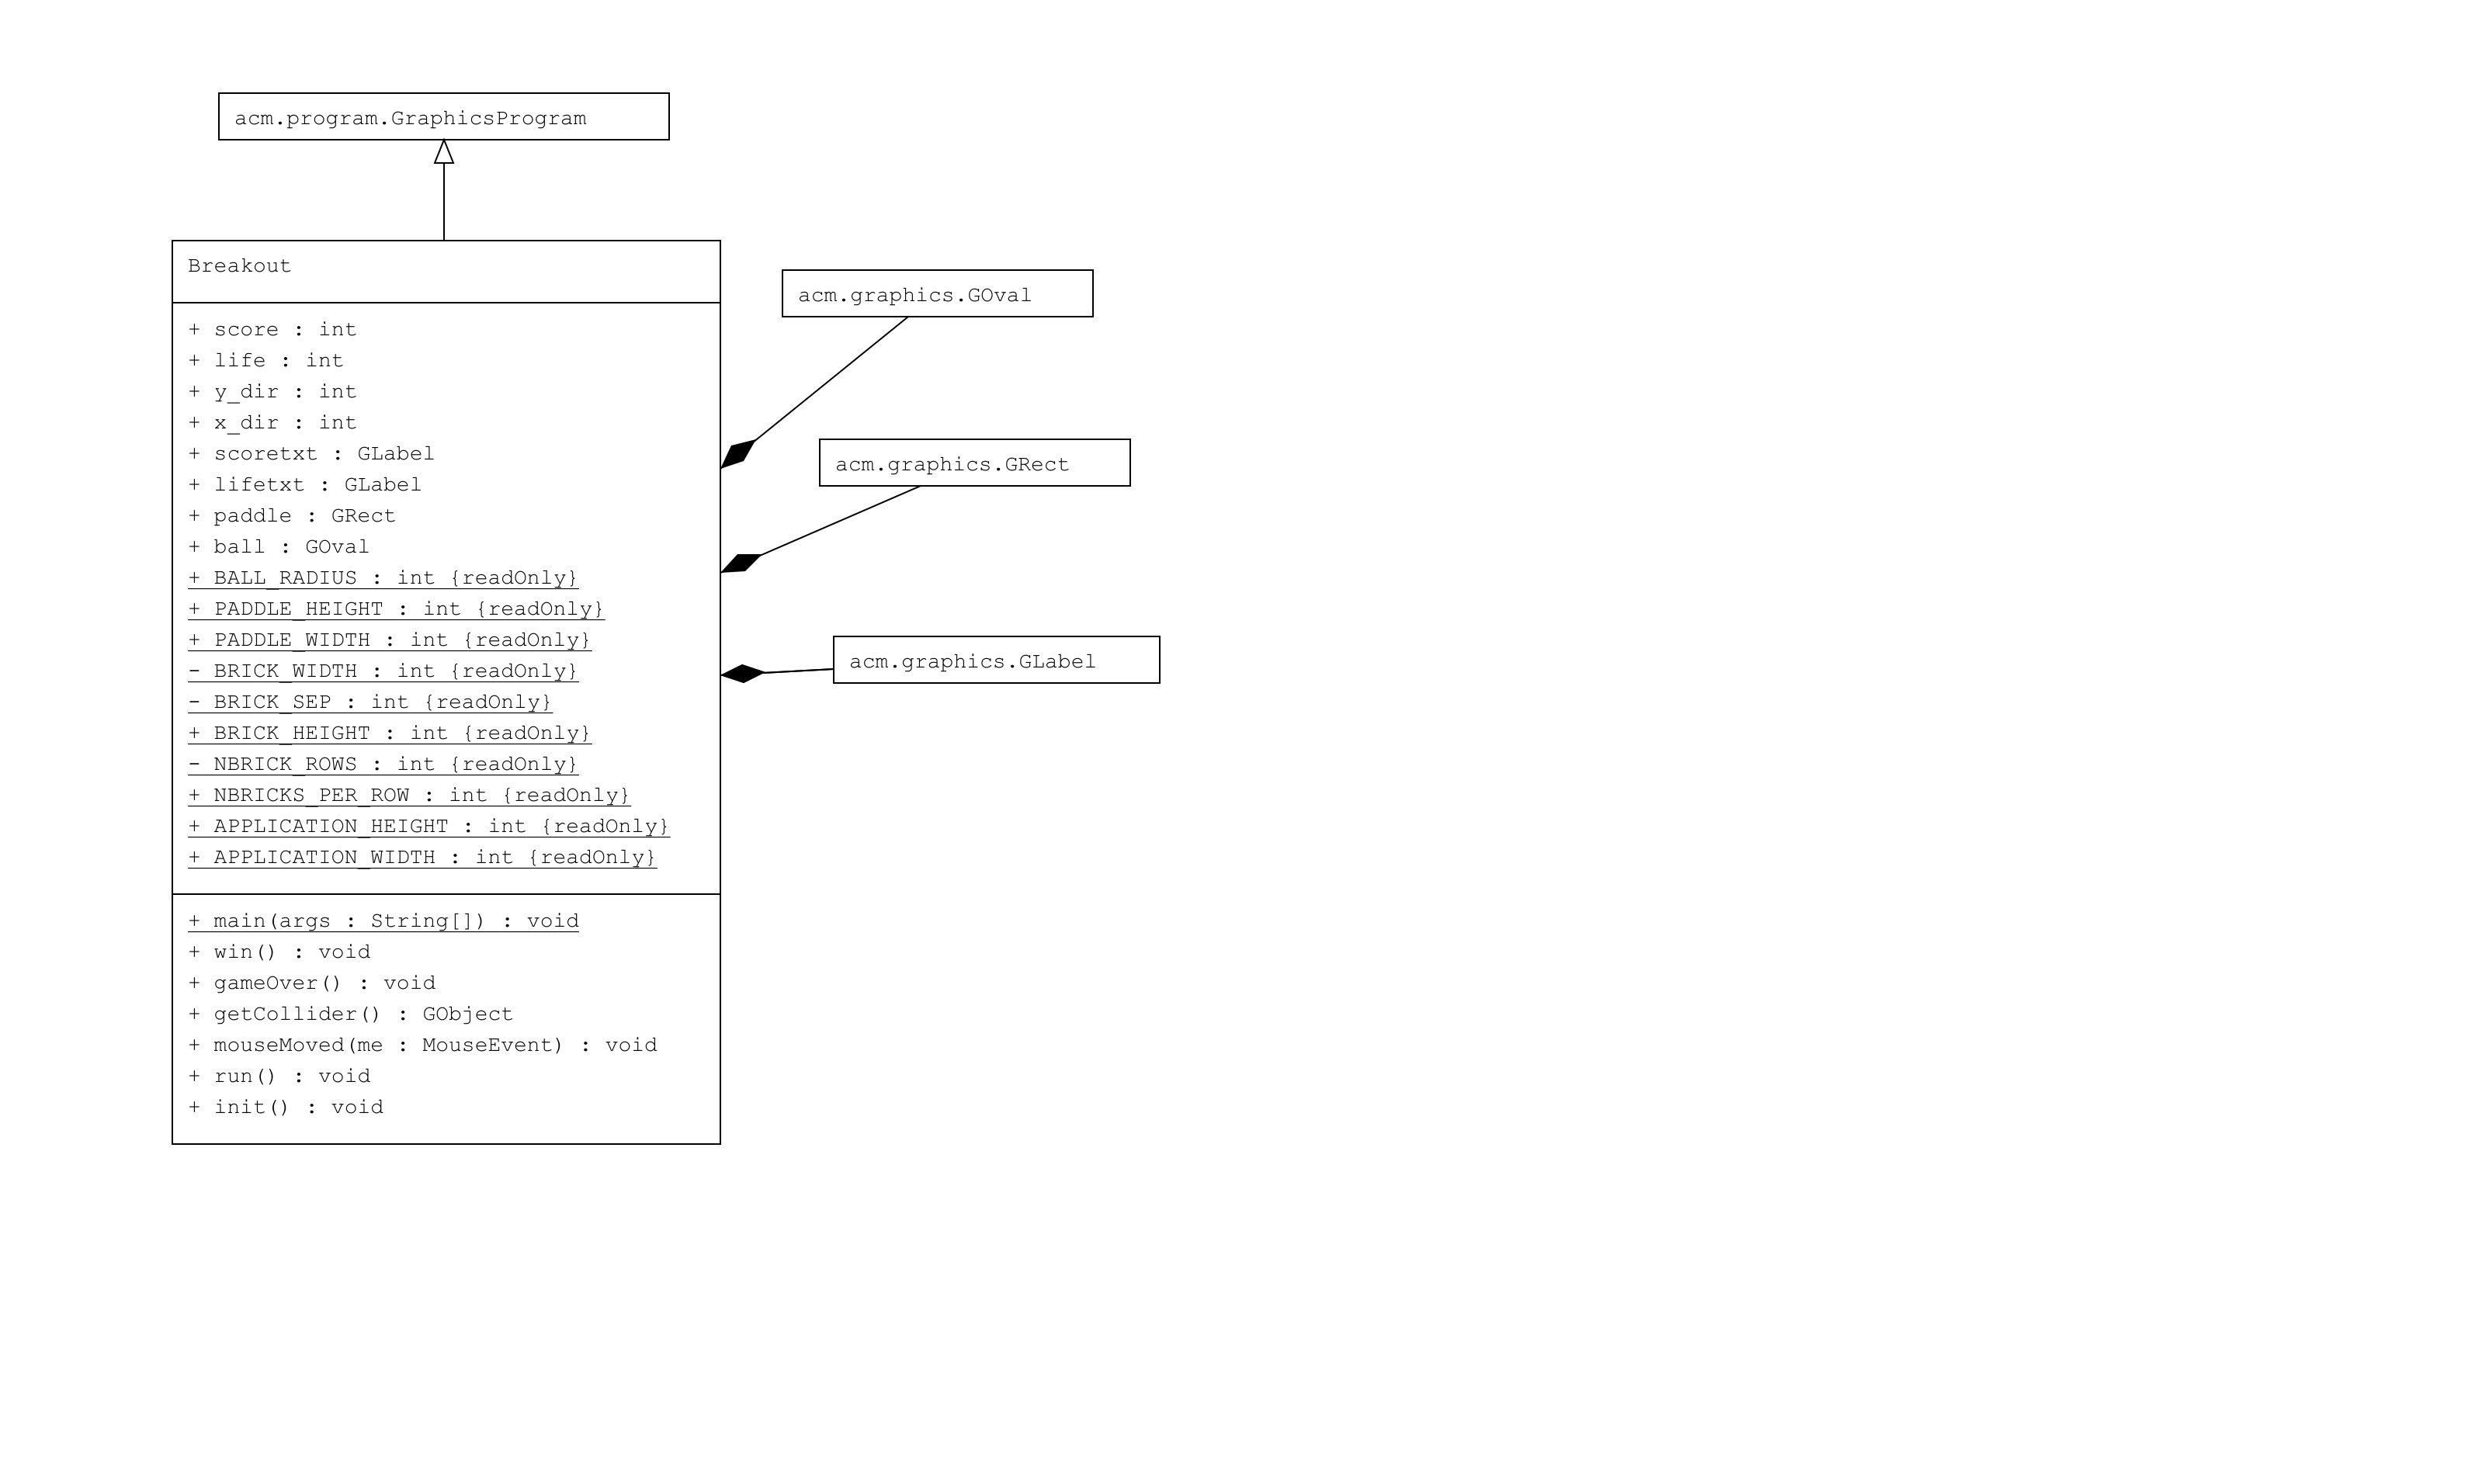 acm.program.GraphicsProgram
Breakout
+ score : int
+ life : int
+ y_dir : int
+ x_dir : int
+ scoretxt : GLabel
+ lifetxt : GLabel
+ paddle : GRect
+ ball : GOval
+ BALL_RADIUS : int {readOnly}
+ PADDLE_HEIGHT : int {readOnly}
+ PADDLE_WIDTH : int {readOnly}
- BRICK_WIDTH : int {readOnly}
- BRICK_SEP : int {readOnly}
+ BRICK_HEIGHT : int {readOnly}
- NBRICK_ROWS : int {readOnly}
+ NBRICKS_PER_ROW : int {readOnly}
+ APPLICATION_HEIGHT : int {readOnly}
+ APPLICATION_WIDTH : int {readOnly}
+ main(args : String[]) : void
+ win() : void
+ gameOver() : void
+ getCollider() : GObject
+ mouseMoved(me : MouseEvent) : void
+ run() : void
+ init() : void
acm.graphics.GOval
acm.graphics.GRect
acm.graphics.GLabel